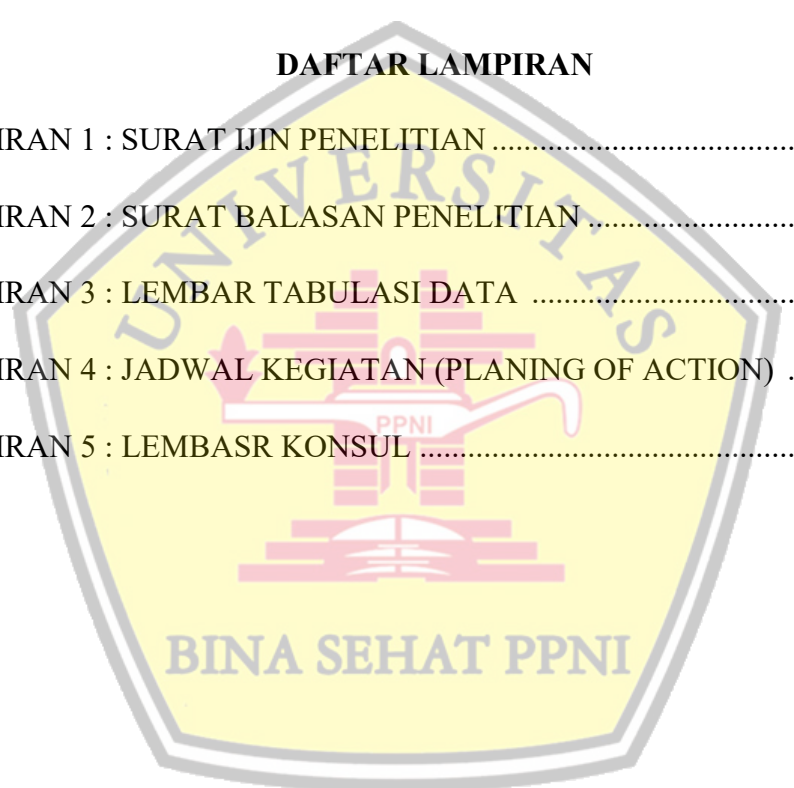 DAFTAR LAMPIRAN
IRAN 1 : SURAT IJIN PENELITIAN ....................................
IRAN 2 : SURAT BALASAN PENELITIAN .........................
IRAN 3 : LEMBAR TABULASI DATA ................................
IRAN 4 : JADWAL KEGIATAN (PLANING OF ACTION) .
IRAN 5 : LEMBASR KONSUL ..............................................
UNIVERSITAS
PPNI
BINA SEHAT PPNI